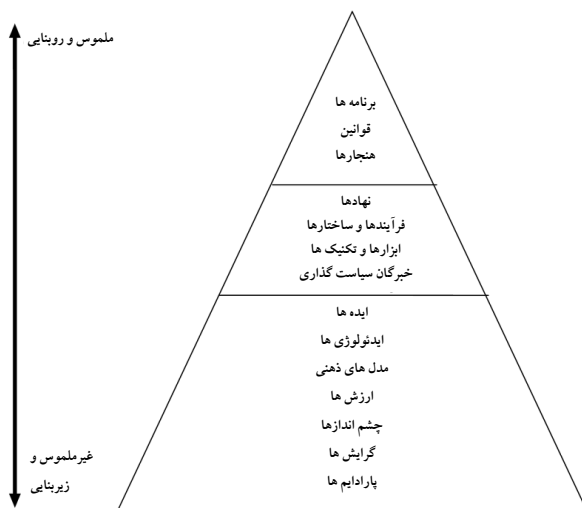 ملموس و روبنایی
برنامه ها
قوانین
هنجارها
نهادها
فرآیندها و ساختارها
ابزارها و تکنیک ها
خبرگان سیاست گذاری
ایده ها
ایدئولوژی ها
مدل های ذهنی
ارزش ها
چشم اندازها
گرایش ها
پارادایم ها
غیرملموس و
زیربنایی